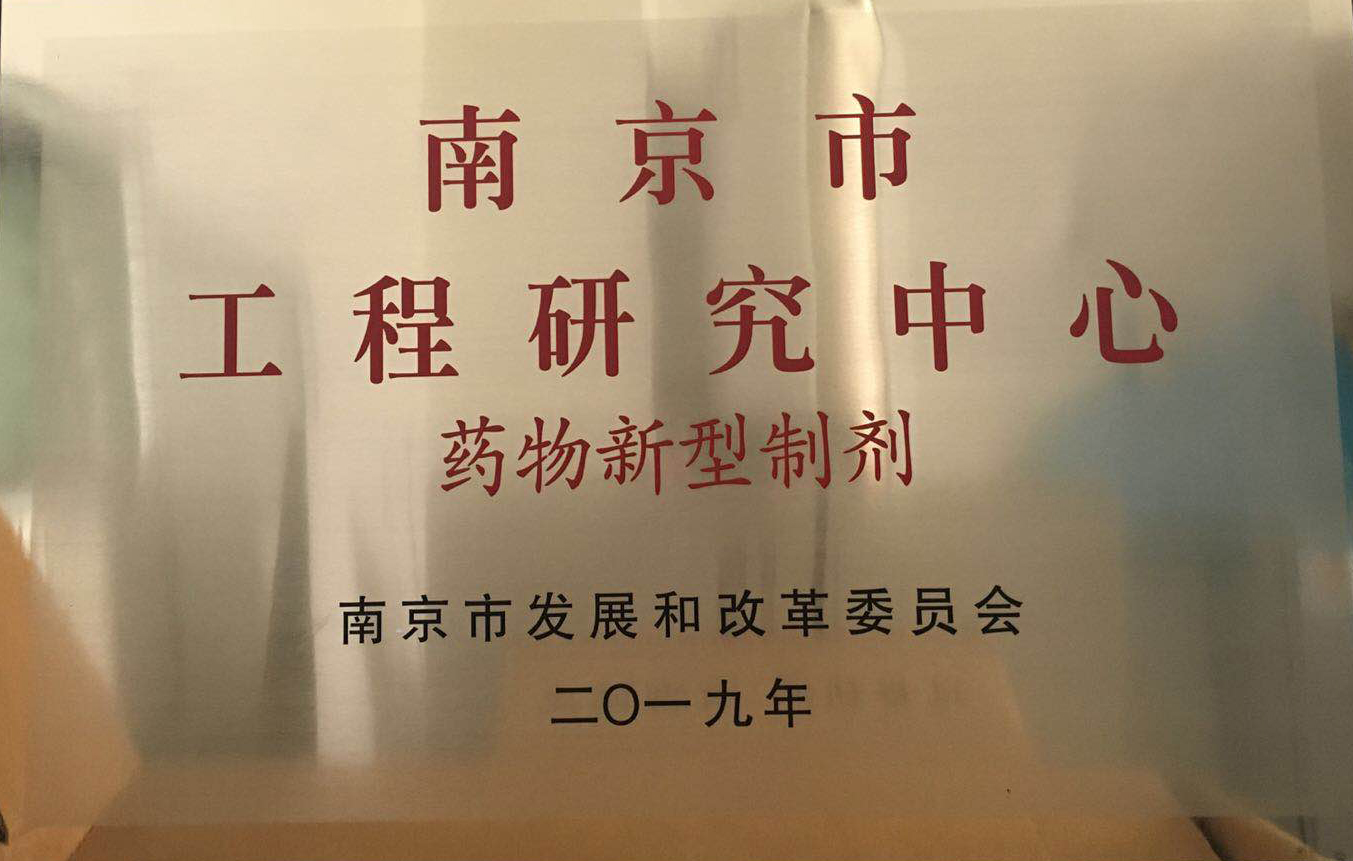 南京市
工程研究中心
药物新型制剂
南京市发展和改革委员会
二〇一九年